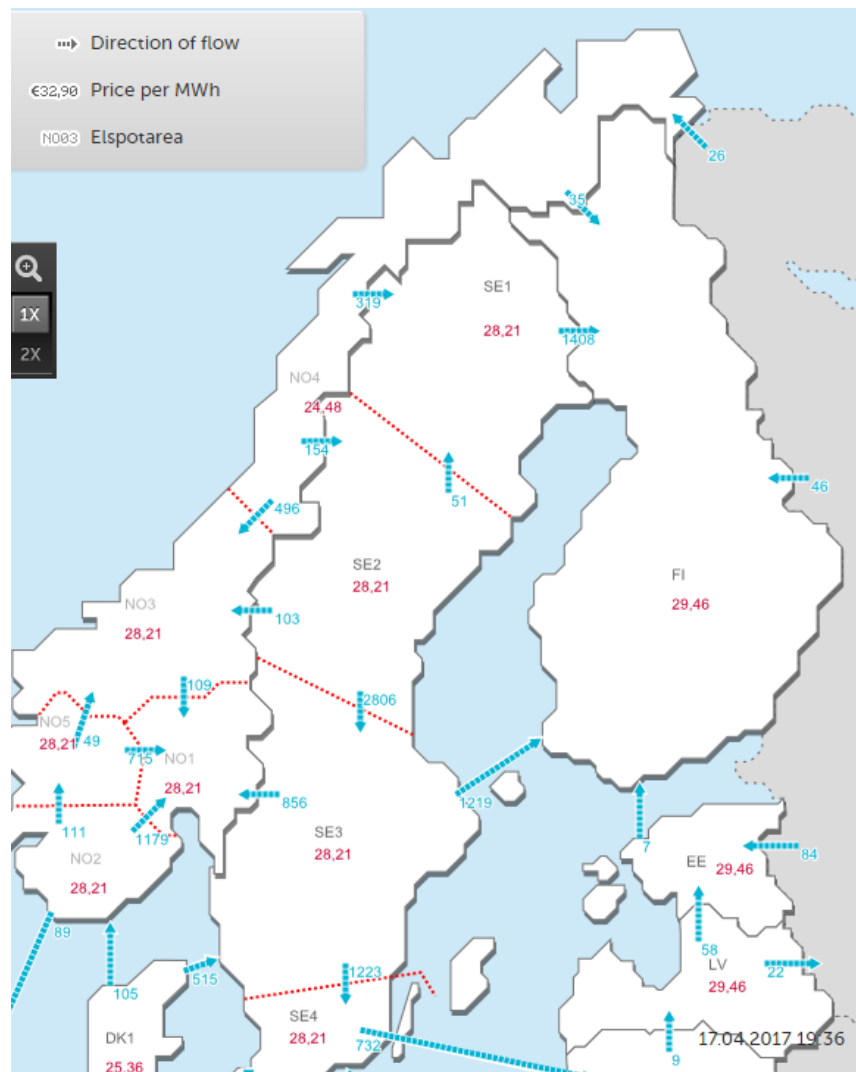 Direction of flow
€32,90 Price per MWh
NO03 Elspotarea
26
35
SE1
319
1X
28,21
1408
2X
NO4
24,48
154
46
51
496
SE2
28,21
FI
29,46
NO3
28,21
103
109
2806
NO5
28,21
49
715
NO1
28,21
1219
856
111
1179
SE3
28,21
7
84
NO2
28,21
EE
29,46
89
58
515
1223
LV
22
29,46
105
SE4
28,21
DK1
25,36
732
9
17.04.2017 19:36